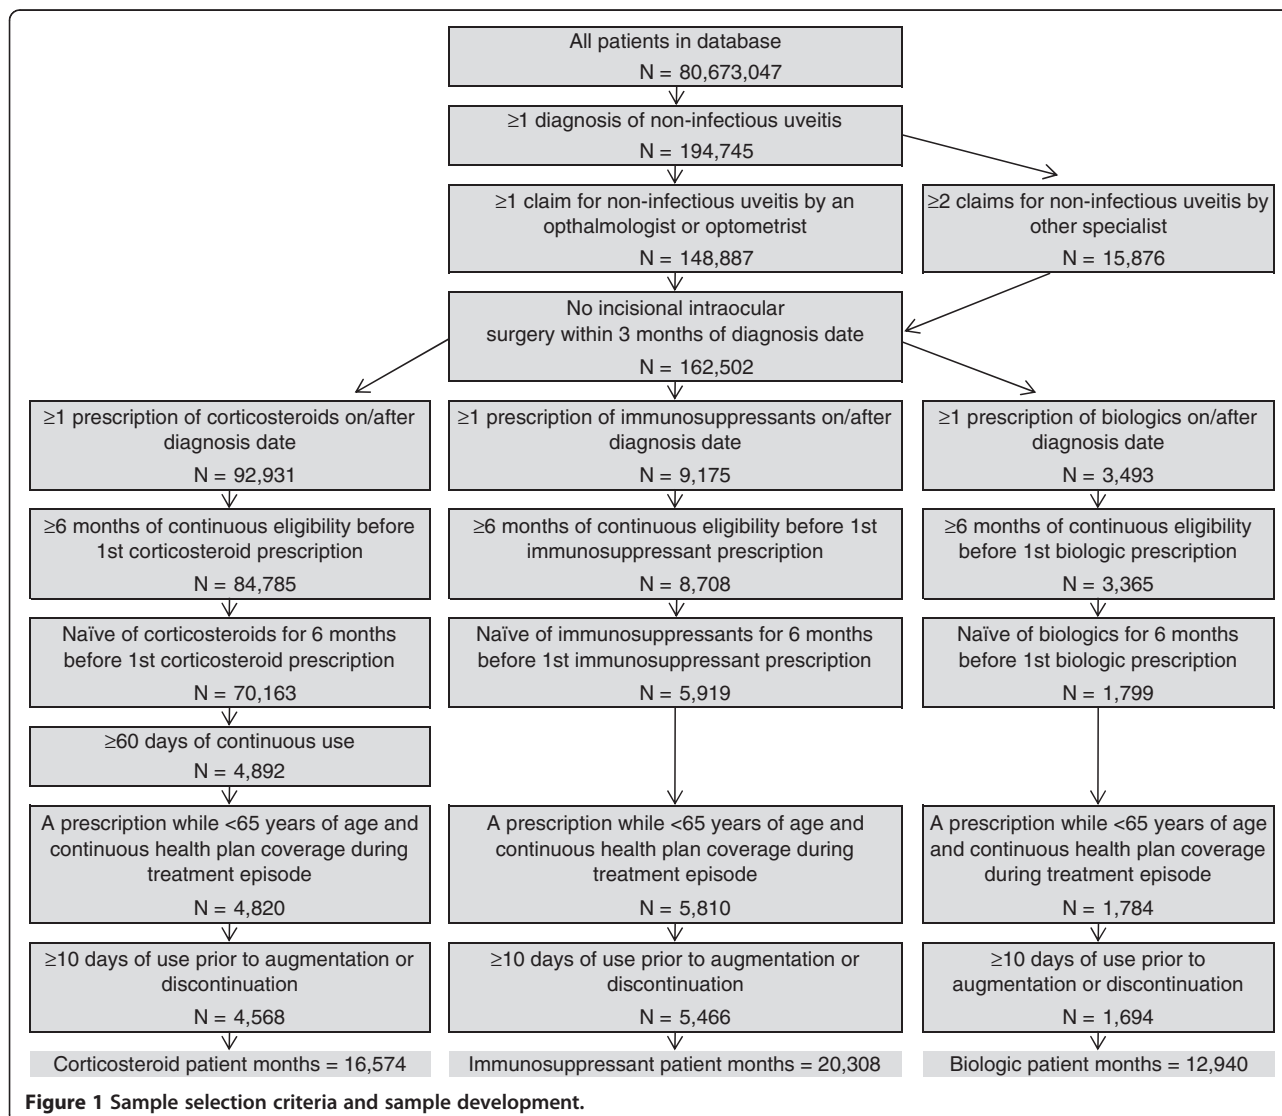 All patients in database
N = 80,673,047
≥1 diagnosis of non-infectious uveitis
N = 194,745
≥1 claim for non-infectious uveitis by an
opthalmologist or optometrist
N = 148,887
≥2 claims for non-infectious uveitis by
other specialist
N = 15,876
No incisional intraocular
surgery within 3 months of diagnosis date
N = 162,502
≥1 prescription of corticosteroids on/after
diagnosis date
N = 92,931
≥1 prescription of immunosuppressants on/after
diagnosis date
N = 9,175
≥1 prescription of biologics on/after
diagnosis date
N = 3,493
≥6 months of continuous eligibility before
1st corticosteroid prescription
N = 84,785
≥6 months of continuous eligibility before 1st
immunosuppressant prescription
N = 8,708
≥6 months of continuous eligibility
before 1st biologic prescription
N = 3,365
Naïve of corticosteroids for 6 months
before 1st corticosteroid prescription
N = 70,163
Naïve of immunosuppressants for 6 months
before 1st immunosuppressant prescription
N = 5,919
Naïve of biologics for 6 months
before 1st biologic prescription
N = 1,799
≥60 days of continuous use
N = 4,892
A prescription while <65 years of age and
continuous health plan coverage during
treatment episode
N = 4,820
A prescription while <65 years of age and
continuous health plan coverage during
treatment episode
N = 5,810
A prescription while <65 years of age
and continuous health plan coverage
during treatment episode
N = 1,784
≥10 days of use prior to augmentation or
discontinuation
N = 4,568
≥10 days of use prior to augmentation or
discontinuation
N = 5,466
≥10 days of use prior to
augmentation or discontinuation
N = 1,694
Corticosteroid patient months = 16,574
Immunosuppressant patient months = 20,308
Biologic patient months = 12,940
Figure 1 Sample selection criteria and sample development.